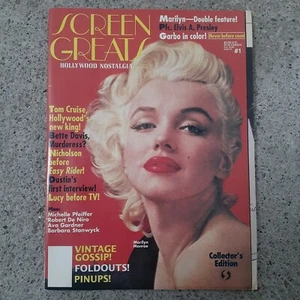 SCREEN
GREATS
HOLLYWOOD NOSTALGIA
Marilyn—Double feature!
Pfc. Elvis A. Presley
Garbo in color! Never before seen!
#1
Tom Cruise,
Hollywood's
new king!
Bette Davis,
Murderess?
Nicholson
before
Easy Rider!
Dustin's
first interview!
Lucy before TV!
Plus:
Michelle Pfeiffer
Robert De Niro
Ava Gardner
Barbara Stanwyck
Marilyn
Monroe
VINTAGE
GOSSIP!
FOLDOUTS!
PINUPS!
Collector's
Edition